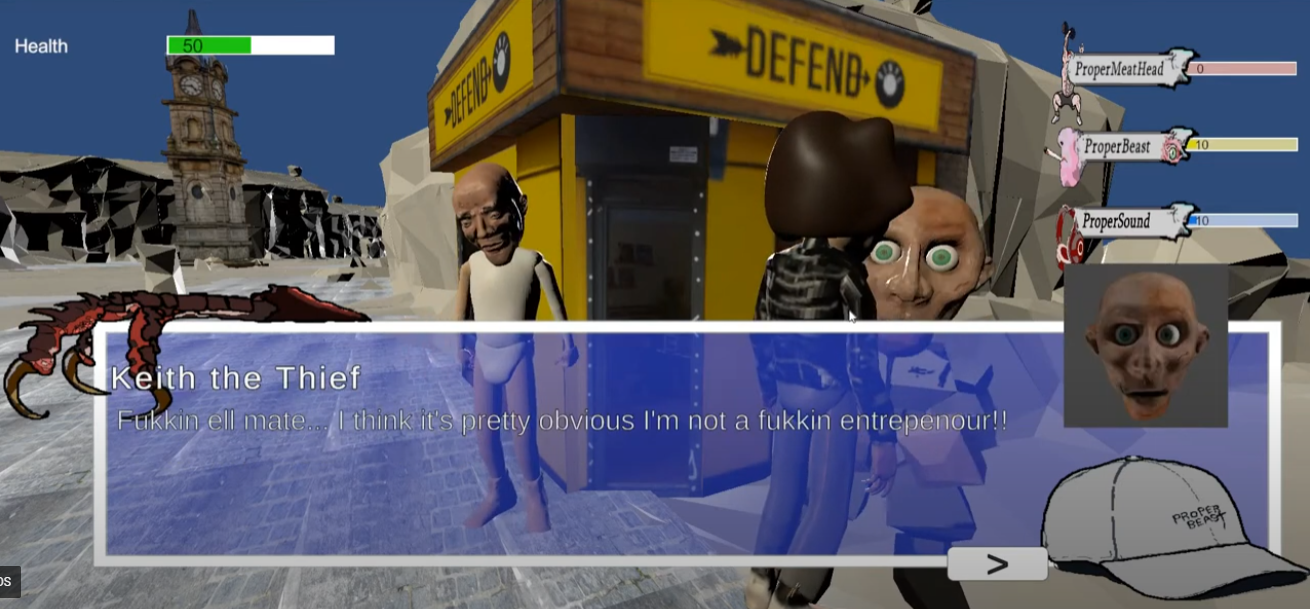 Health
50
DEFEND
DEFEND
ProperMeatHead
0
ProperBeast
10
ProperSound
10
Keith the Thief
Fukkin ell mate... I think it's pretty obvious I'm not a fukkin entrepenour!!
PROPER
BEAST
>
os